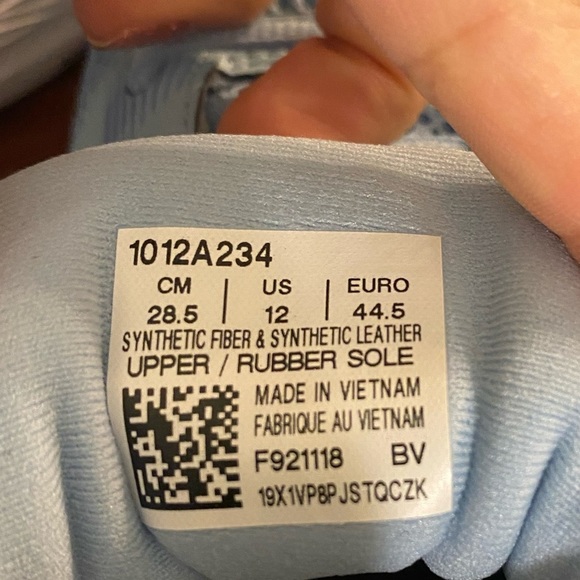 1012A234
CM | US | EURO
28.5 | 12 | 44.5
SYNTHETIC FIBER & SYNTHETIC LEATHER
UPPER / RUBBER SOLE
MADE IN VIETNAM
FABRIQUE AU VIETNAM
F921118 BV
19X1VP8PJSTQCZK